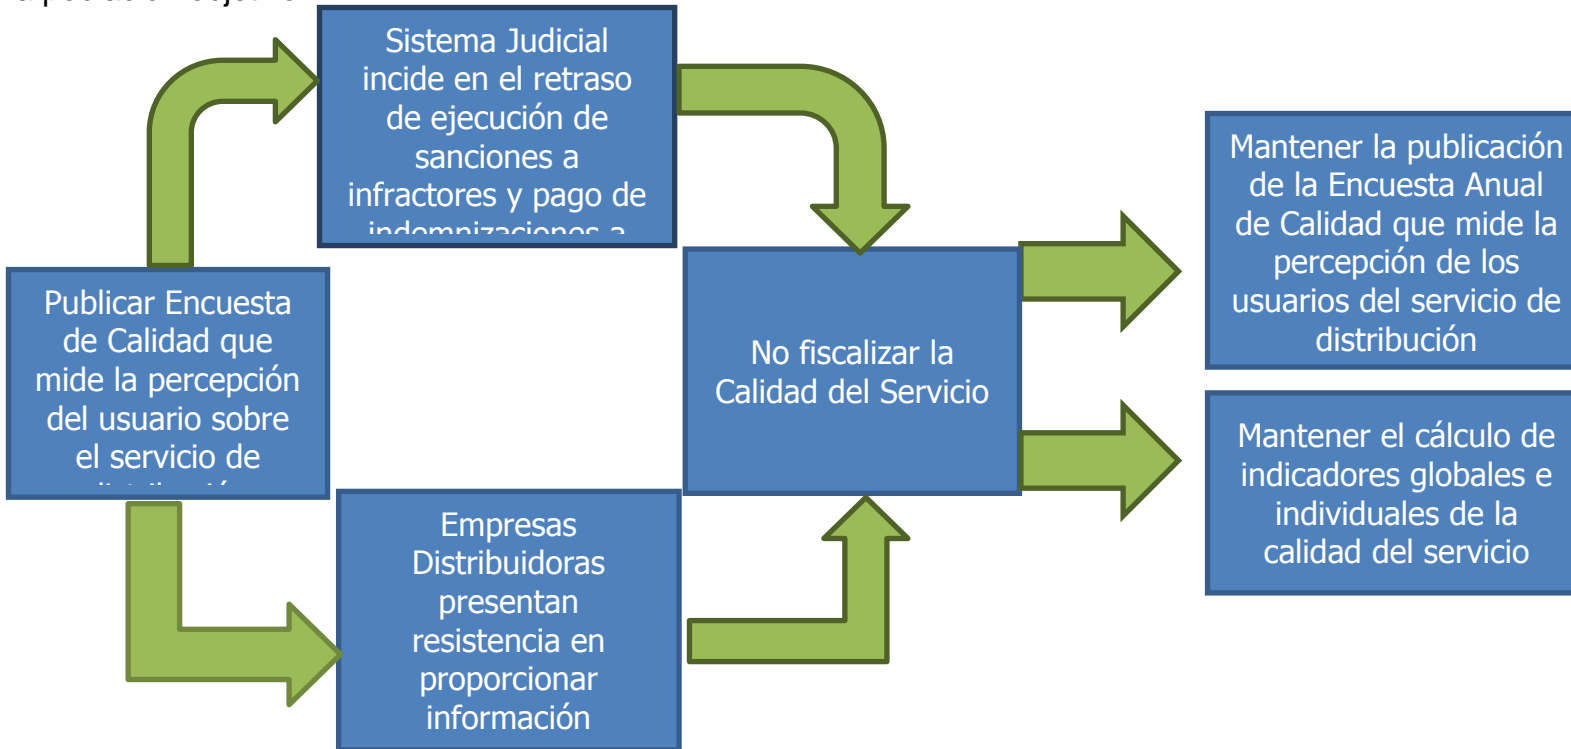 Sistema Judicial
incide en el retraso
de ejecución de
sanciones a
infractores y pago de
indemnizaciones a
Publicar Encuesta
de Calidad que
mide la percepción
del usuario sobre
el servicio de
Empresas
Distribuidoras
presentan
resistencia en
proporcionar
información
No fiscalizar la
Calidad del Servicio
Mantener la publicación
de la Encuesta Anual
de Calidad que mide la
percepción de los
usuarios del servicio de
distribución
Mantener el cálculo de
indicadores globales e
individuales de la
calidad del servicio